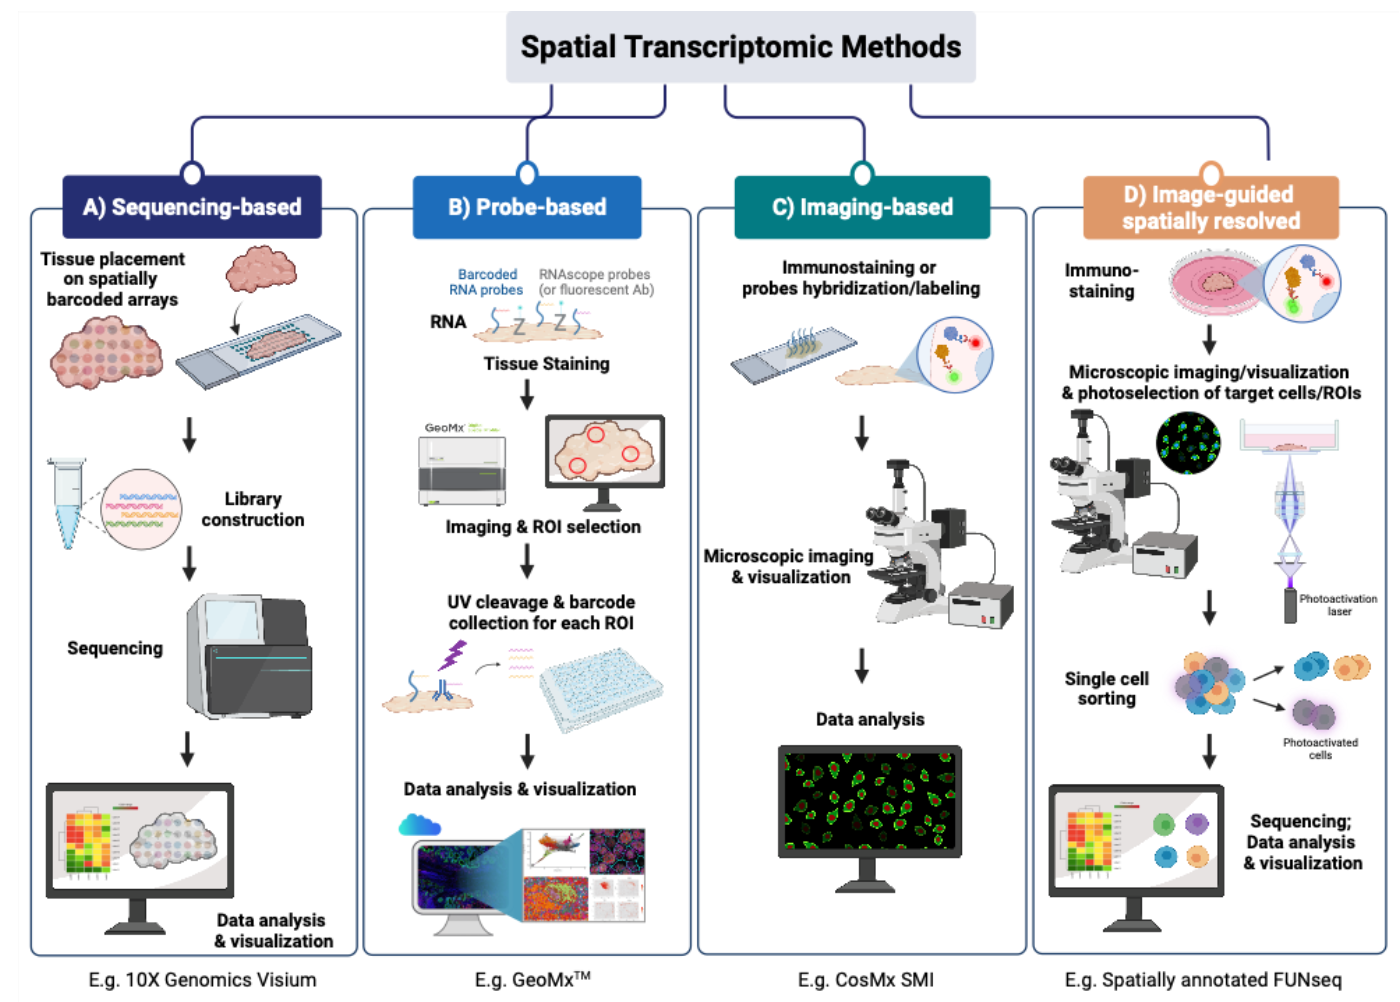 Spatial Transcriptomic Methods
A) Sequencing-based
Tissue placement
on spatially
barcoded arrays
Library
construction
Sequencing
Data analysis
& visualization
E.g. 10X Genomics Visium
B) Probe-based
Barcoded
RNA probes
RNAscope probes
(or fluorescent Ab)
RNA
Tissue Staining
GeoMx
Imaging & ROI selection
UV cleavage & barcode
collection for each ROI
Data analysis & visualization
E.g. GeoMx™
C) Imaging-based
Immunostaining or
probes hybridization/labeling
Microscopic imaging
& visualization
Data analysis
E.g. CosMx SMI
D) Image-guided
spatially resolved
Immuno-
staining
Microscopic imaging/visualization
& photoselection of target cells/ROIs
Photoactivation
laser
Single cell
sorting
Photoactivated
cells
Sequencing;
Data analysis
& visualization
E.g. Spatially annotated FUNseq